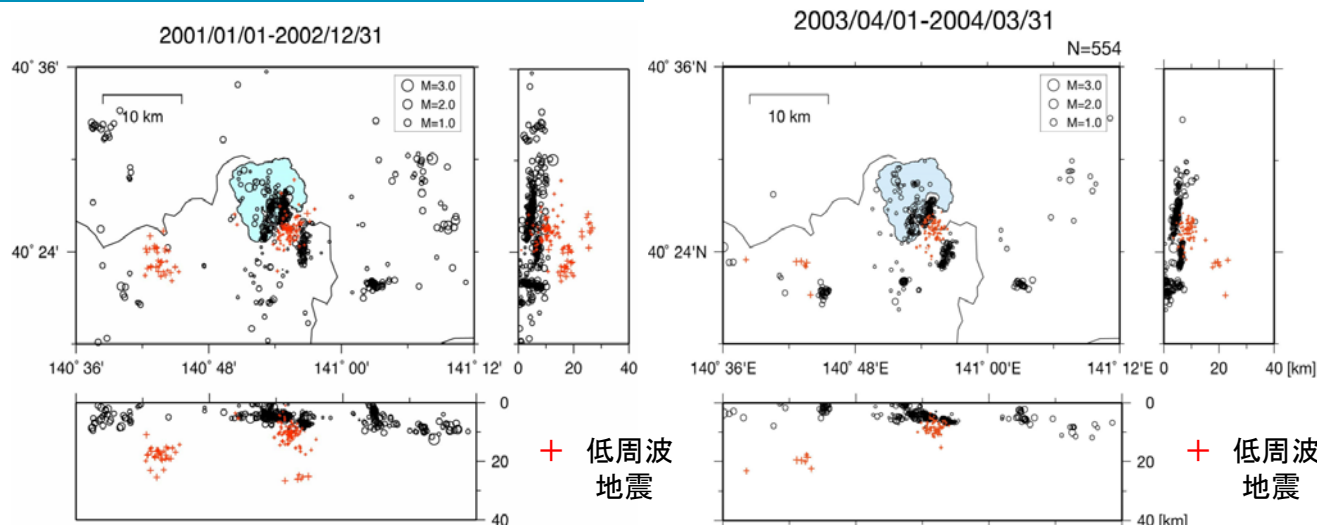 2001/01/01-2002/12/31
40° 36'
10 km
M=3.0
M=2.0
M=1.0
40° 24'
140° 36'
140° 48'
141° 00'
141° 12'
0
20
40
0
20
40
+ 低周波
地震
2003/04/01-2004/03/31
N=554
40° 36'N
10 km
M=3.0
M=2.0
M=1.0
40° 24'N
140° 36'E
140° 48'E
141° 00'E
141° 12'E
0
20
40 [km]
0
20
40 [km]
+ 低周波
地震